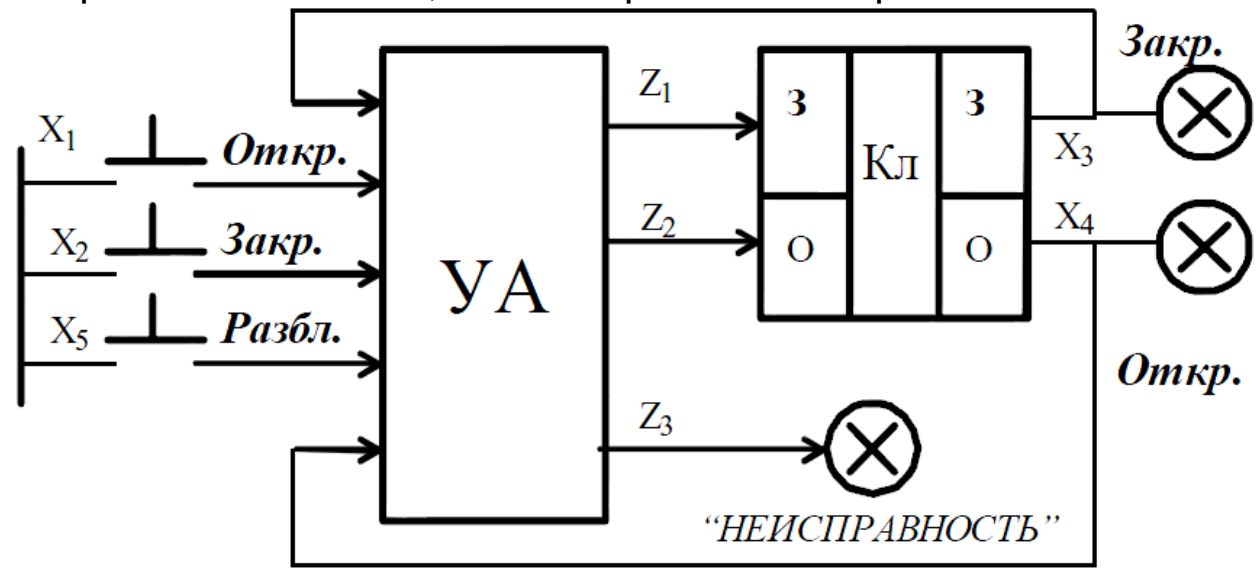 Закр.
Z₁
З
З
X₁
Откр.
Кл
X₃
X₂
Закр.
Z₂
X₄
УА
О
О
X₅
Разбл.
Откр.
Z₃
“НЕИСПРАВНОСТЬ”